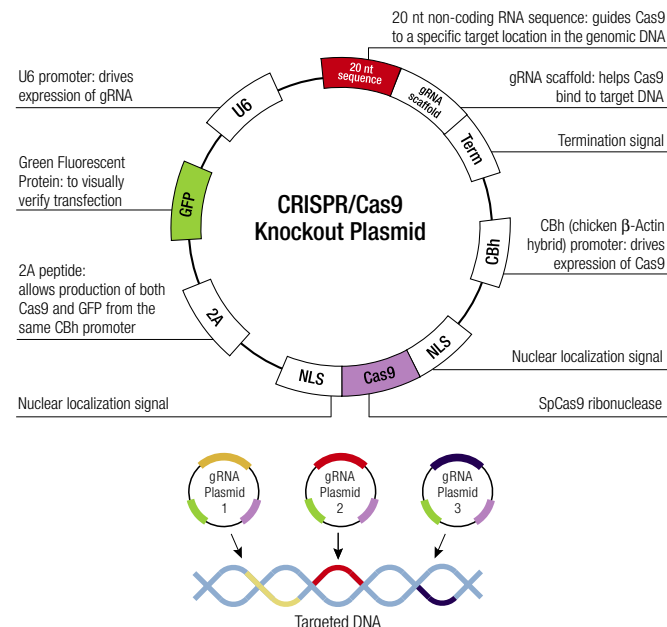 20 nt non-coding RNA sequence: guides Cas9
to a specific target location in the genomic DNA
U6 promoter: drives
expression of gRNA
20 nt
sequence
gRNA
scaffold
gRNA scaffold: helps Cas9
bind to target DNA
U6
Term
Termination signal
Green Fluorescent
Protein: to visually
verify transfection
GFP
CRISPR/Cas9
Knockout Plasmid
CBh
CBh (chicken β-Actin
hybrid) promoter: drives
expression of Cas9
2A peptide:
allows production of both
Cas9 and GFP from the
same CBh promoter
2A
NLS
Cas9
NLS
Nuclear localization signal
Nuclear localization signal
SpCas9 ribonuclease
gRNA
Plasmid
1
gRNA
Plasmid
2
gRNA
Plasmid
3
Targeted DNA